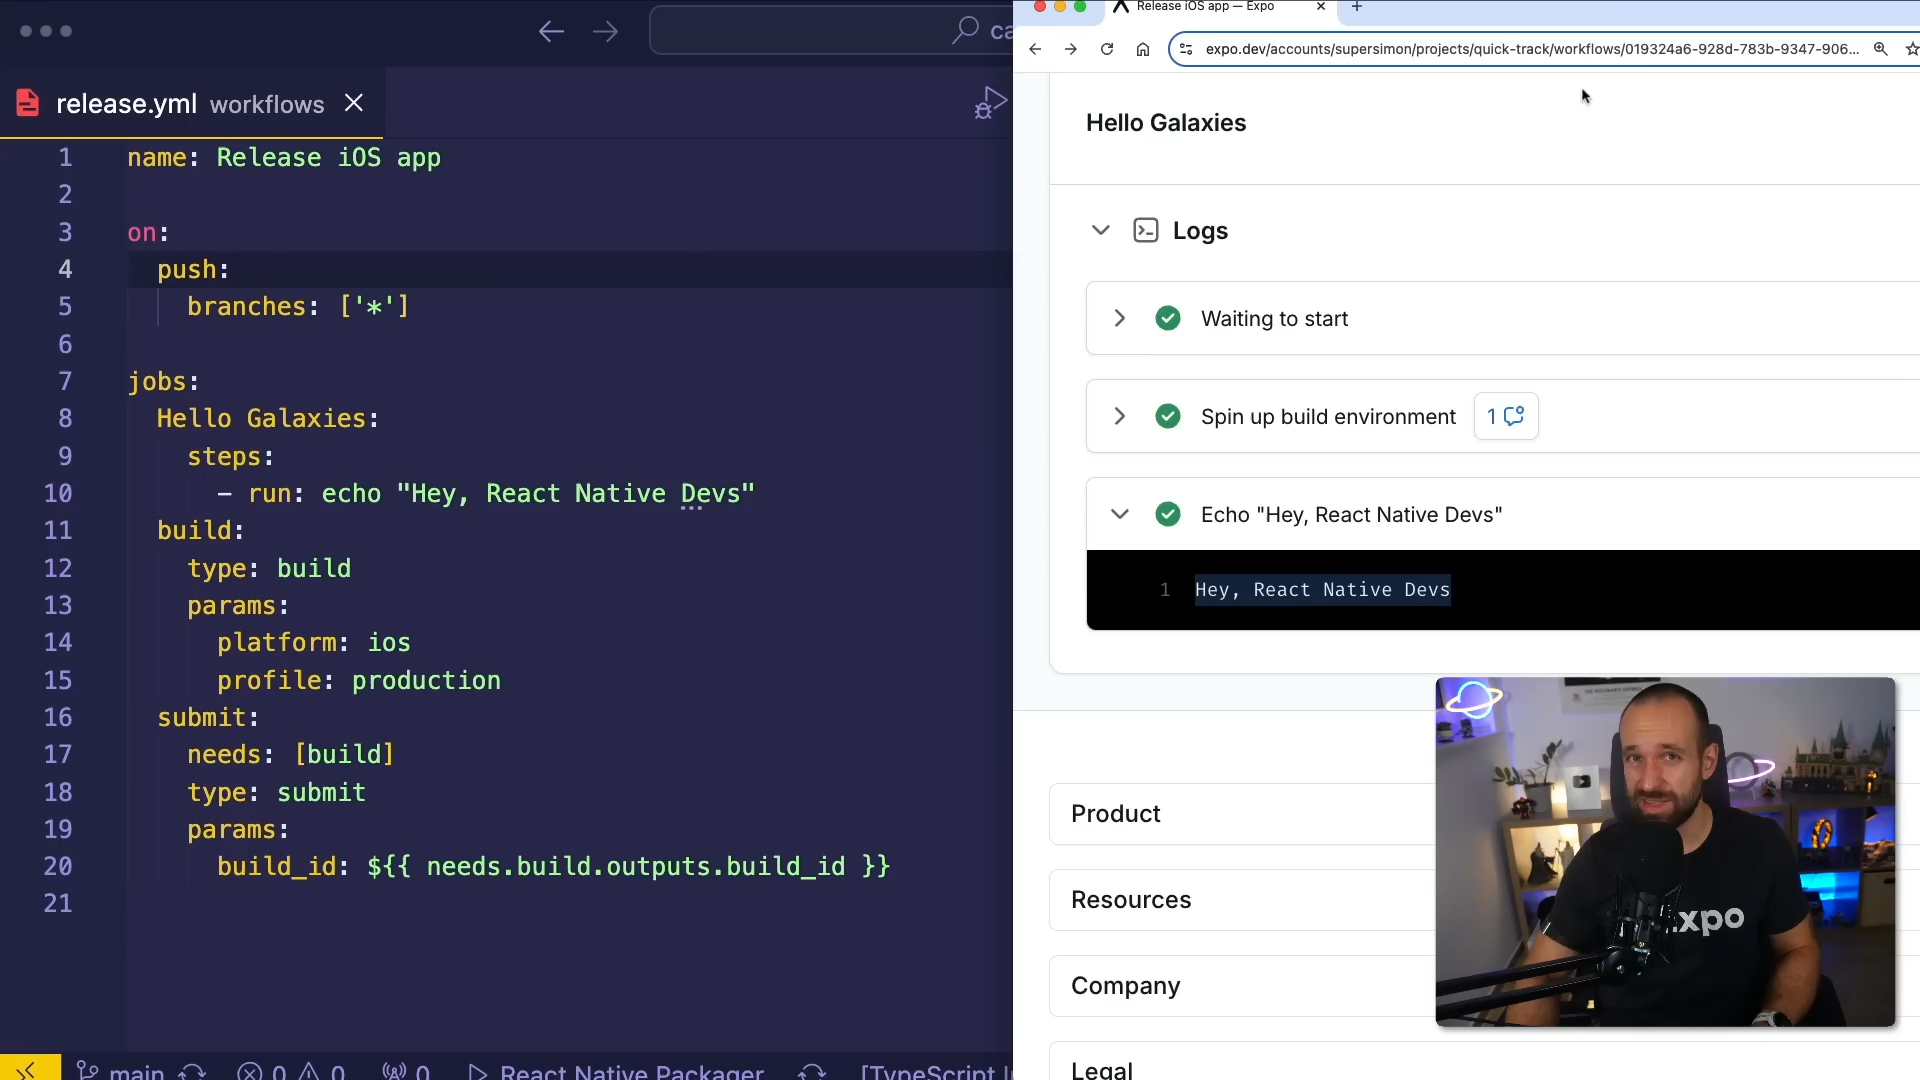 ca
release.yml workflows
1 name: Release iOS app
2
3 on:
4 push:
5 branches: ['*']
6
7 jobs:
8 Hello Galaxies:
9 steps:
10 - run: echo "Hey, React Native Devs"
11 build:
12 type: build
13 params:
14 platform: ios
15 profile: production
16 submit:
17 needs: [build]
18 type: submit
19 params:
20 build_id: ${{ needs.build.outputs.build_id }}
21
main 0 0 0 React Native Packager [TypeScript
Release iOS app — Expo
expo.dev/accounts/supersimon/projects/quick-track/workflows/019324a6-928d-783b-9347-906...
Hello Galaxies
Logs
Waiting to start
Spin up build environment 1
Echo "Hey, React Native Devs"
1 Hey, React Native Devs
Product
Resources
Company
Legal
xpo